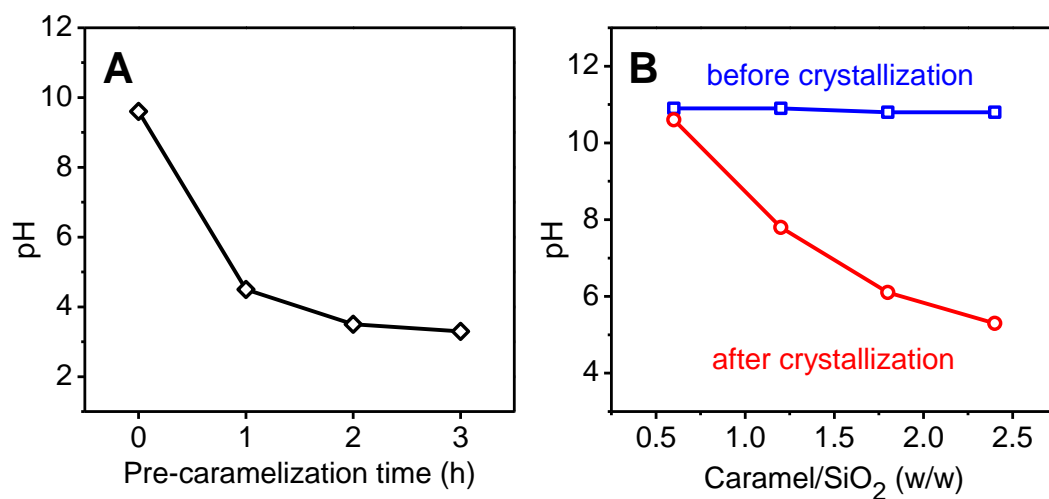 A
12
10
8
6
4
2
pH
0 1 2 3
Pre-caramelization time (h)
B
before crystallization
after crystallization
12
10
8
6
4
pH
0.5 1.0 1.5 2.0 2.5
Caramel/SiO₂ (w/w)